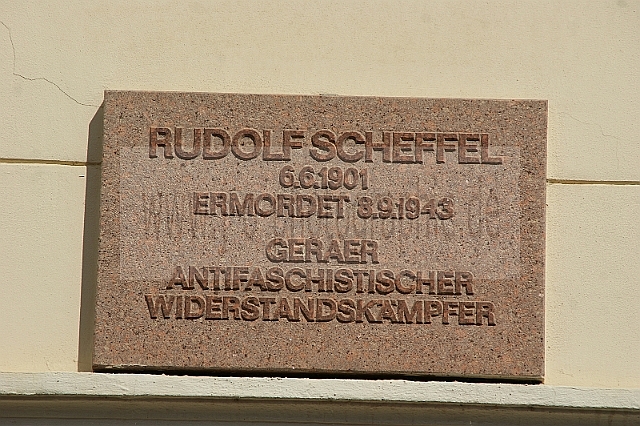 RUDOLF SCHEFFEL
6.6.1901
ERMORDET 8.9.1943
GERAER
ANTIFASCHISTISCHER
WIDERSTANDSKÄMPFER